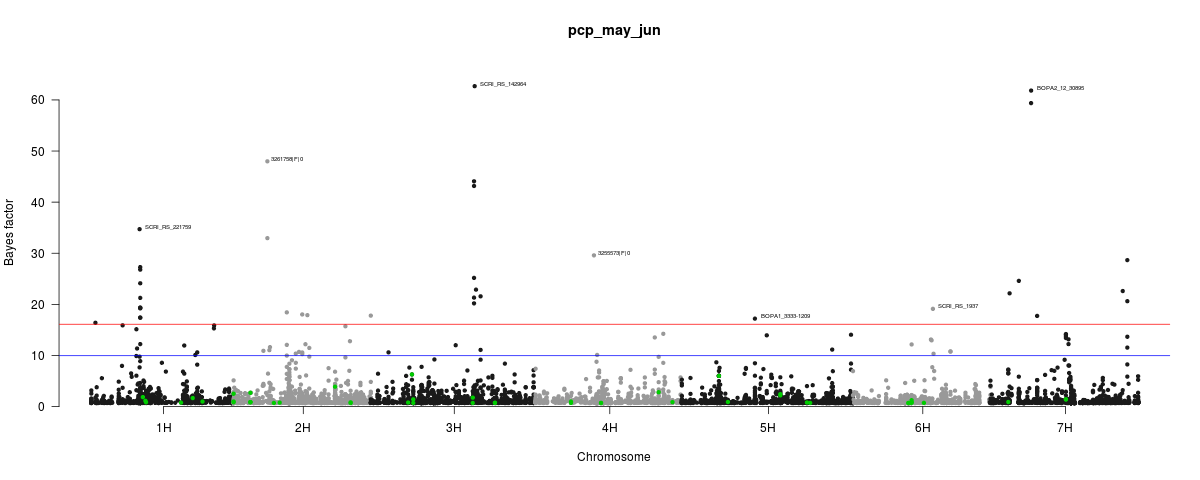 pcp_may_jun
SCRI_RS_142964
BOPA2_12_30895
3261758|F|0
SCRI_RS_221759
3255573|F|0
SCRI_RS_1937
BOPA1_3333-1209
Bayes factor
60
50
40
30
20
10
0
1H 2H 3H 4H 5H 6H 7H
Chromosome